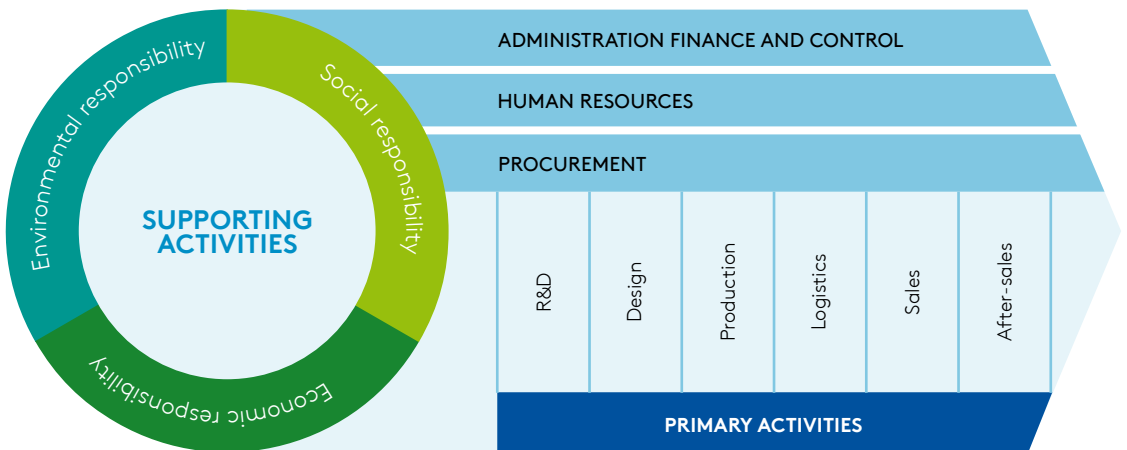 Environmental responsibility
Social responsibility
Economic responsibility
SUPPORTING
ACTIVITIES
ADMINISTRATION FINANCE AND CONTROL
HUMAN RESOURCES
PROCUREMENT
R&D
Design
Production
Logistics
Sales
After-sales
PRIMARY ACTIVITIES